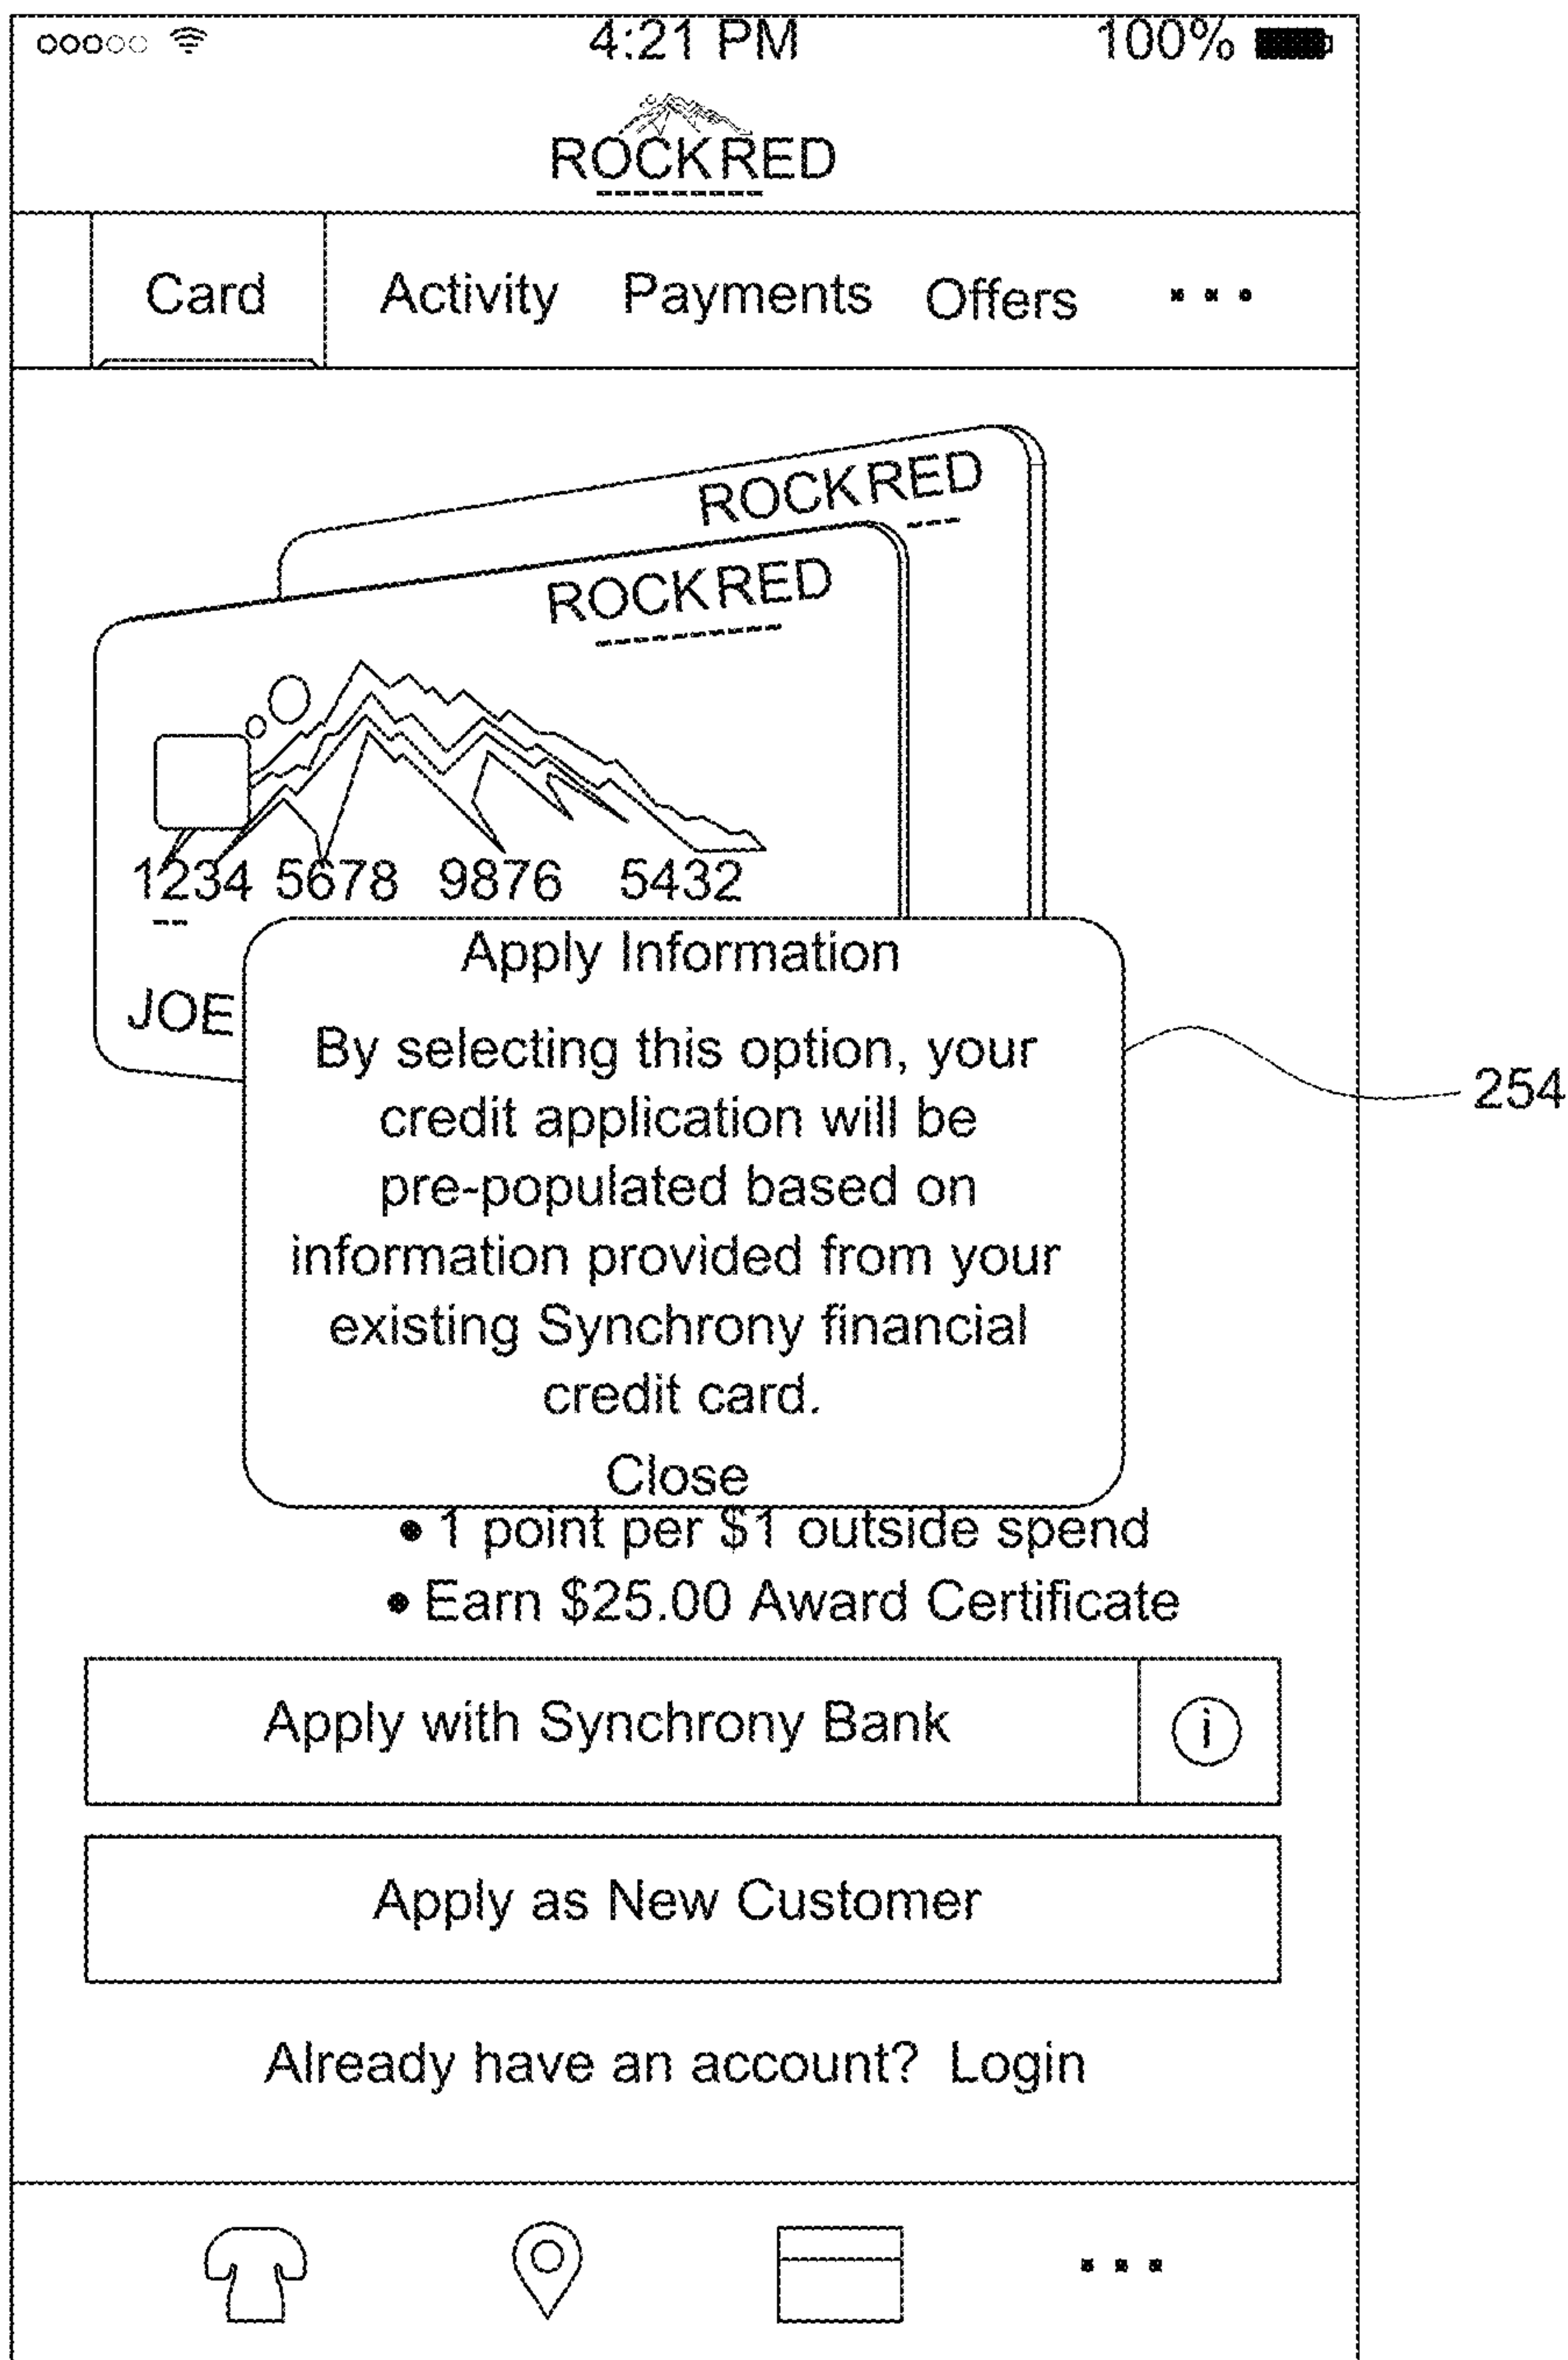 4:21 PM 100%
ROCKRED
Card Activity Payments Offers
ROCKRED
ROCKRED
1234 5678 9876 5432
JOE
Apply Information
By selecting this option, your
credit application will be
pre-populated based on
information provided from your
existing Synchrony financial
credit card.
Close
254
• 1 point per $1 outside spend
• Earn $25.00 Award Certificate
Apply with Synchrony Bank i
Apply as New Customer
Already have an account? Login